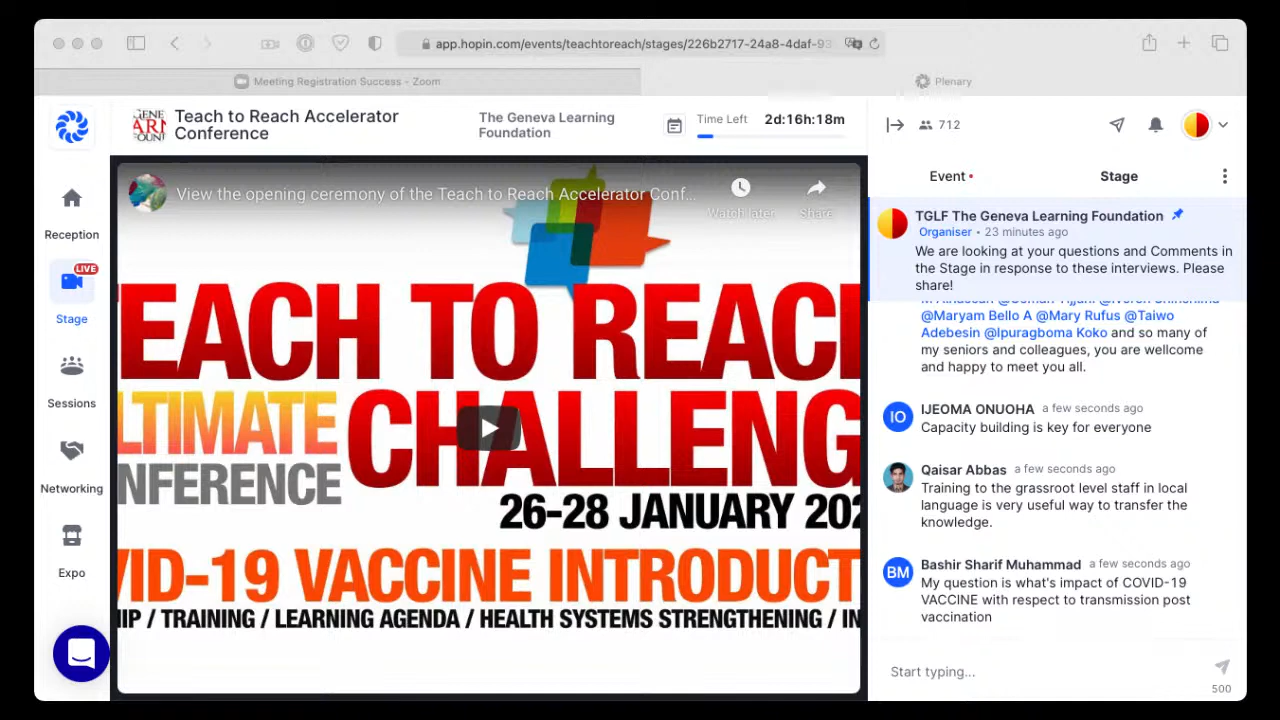 app.hopin.com/events/teachtoreach/stages/226b2717-24a8-4daf-93
Meeting Registration Success - Zoom
Plenary
Teach to Reach Accelerator
Conference
The Geneva Learning
Foundation
Time Left 2d:16h:18m
712
Reception
LIVE
Stage
Sessions
Networking
Expo
View the opening ceremony of the Teach to Reach Accelerator Conf...
Watch later
Share
EACH TO REACH
LTIMATE
NFERENCE
CHALLENG
26-28 JANUARY 202
VID-19 VACCINE INTRODUCT
IP / TRAINING / LEARNING AGENDA / HEALTH SYSTEMS STRENGTHENING / IN
Event
Stage
TGLF The Geneva Learning Foundation
Organiser • 23 minutes ago
We are looking at your questions and Comments in
the Stage in response to these interviews. Please
share!
@Maryam Bello A @Mary Rufus @Taiwo
Adebesin @Ipuragboma Koko and so many of
my seniors and colleagues, you are wellcome
and happy to meet you all.
IO
IJEOMA ONUOHA a few seconds ago
Capacity building is key for everyone
Qaisar Abbas a few seconds ago
Training to the grassroot level staff in local
language is very useful way to transfer the
knowledge.
BM
Bashir Sharif Muhammad a few seconds ago
My question is what's impact of COVID-19
VACCINE with respect to transmission post
vaccination
Start typing...
500